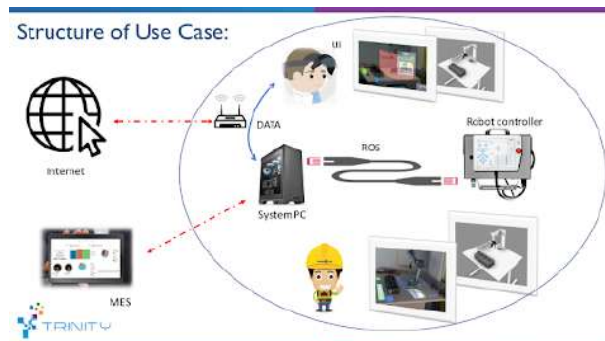 Structure of Use Case:
UI
DATA
Robot controller
ROS
Internet
System PC
MES
TRINITY